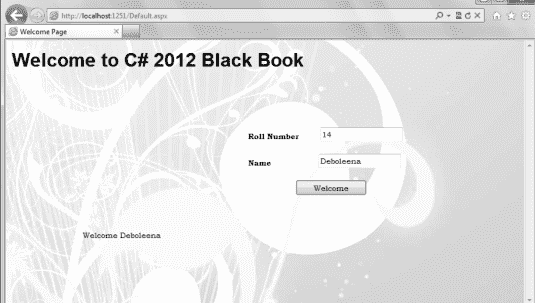 http://localhost:1251/Default.aspx
Welcome Page
Welcome to C# 2012 Black Book
Roll Number 14
Name Deboleena
Welcome
Welcome Deboleena